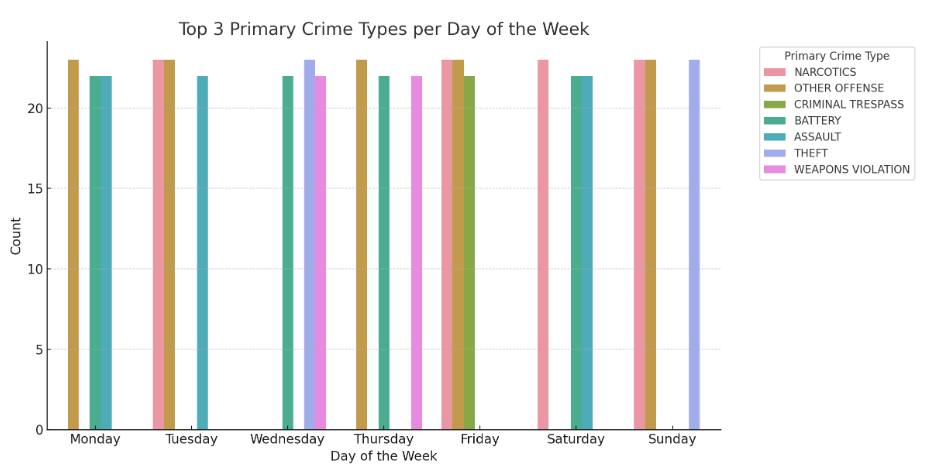 Top 3 Primary Crime Types per Day of the Week
Primary Crime Type
NARCOTICS
OTHER OFFENSE
CRIMINAL TRESPASS
BATTERY
ASSAULT
THEFT
WEAPONS VIOLATION
Count
20
15
10
5
0
Monday Tuesday Wednesday Thursday Friday Saturday Sunday
Day of the Week